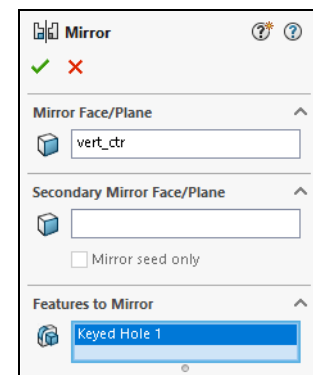 Mirror
Mirror Face/Plane
vert_ctr
Secondary Mirror Face/Plane
Mirror seed only
Features to Mirror
Keyed Hole 1